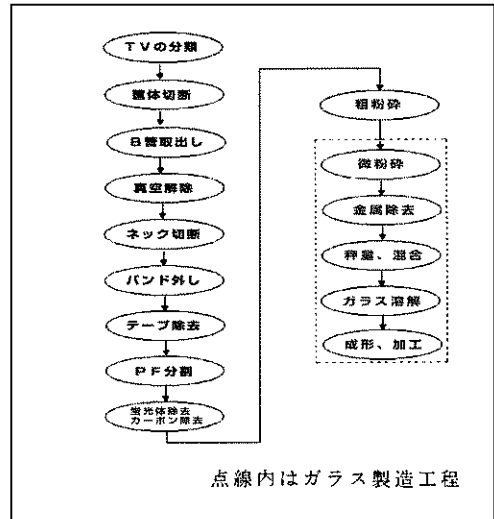 TVの分類
筐体切断
B管取出し
真空解除
ネック切断
バンド外し
テープ除去
PF分割
蛍光体除去
カーボン除去
粗粉砕
微粉砕
金属除去
秤量、混合
ガラス溶解
成形、加工
点線内はガラス製造工程